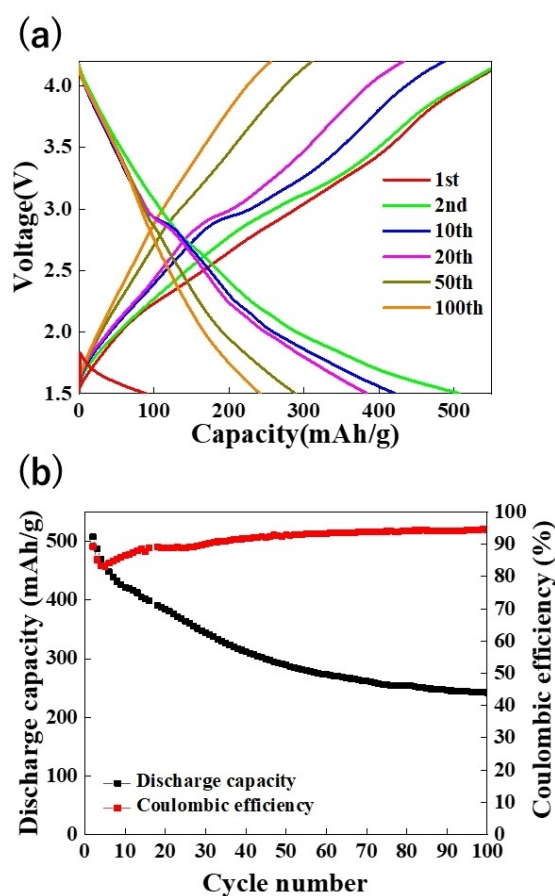 (a)
Voltage(V)
4.0
3.5
3.0
2.5
2.0
1.5
1st
2nd
10th
20th
50th
100th
0 100 200 300 400 500
Capacity(mAh/g)
(b)
Discharge capacity (mAh/g)
500
400
300
200
100
0
Discharge capacity
Coulombic efficiency
100
90
80
70
60
50
40
30
20
10
0
Coulombic efficiency (%)
0 10 20 30 40 50 60 70 80 90 100
Cycle number